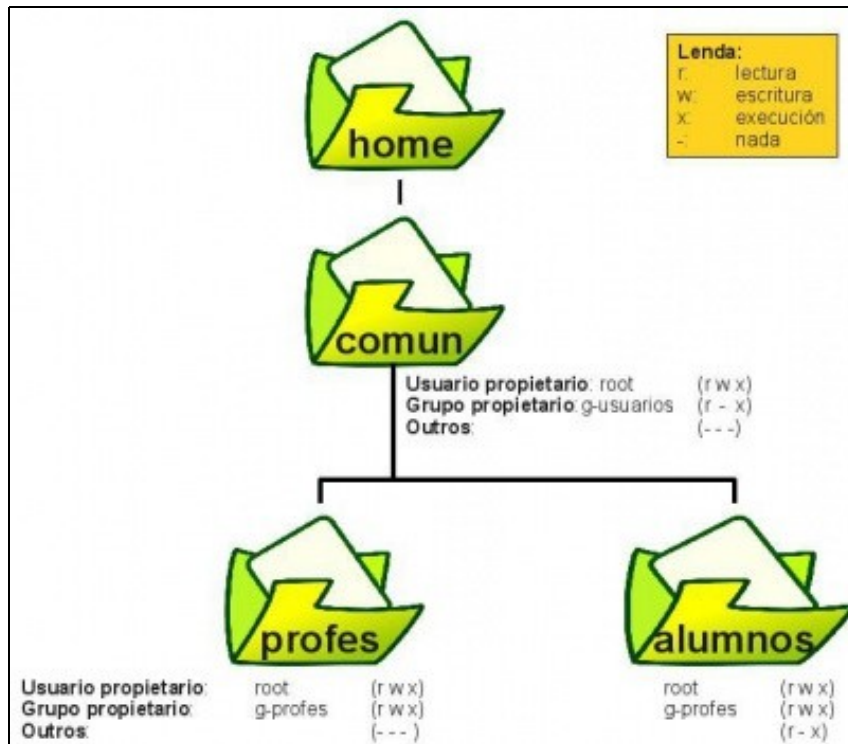 Lenda:
r: lectura
w: escritura
x: execución
-: nada
home
comun
Usuario propietario: root (r w x)
Grupo propietario: g-usuarios (r - x)
Outros: (- - -)
profes
alumnos
Usuario propietario: root (r w x)
Grupo propietario: g-profes (r w x)
Outros: (- - -)
root (r w x)
g-profes (r w x)
(r - x)